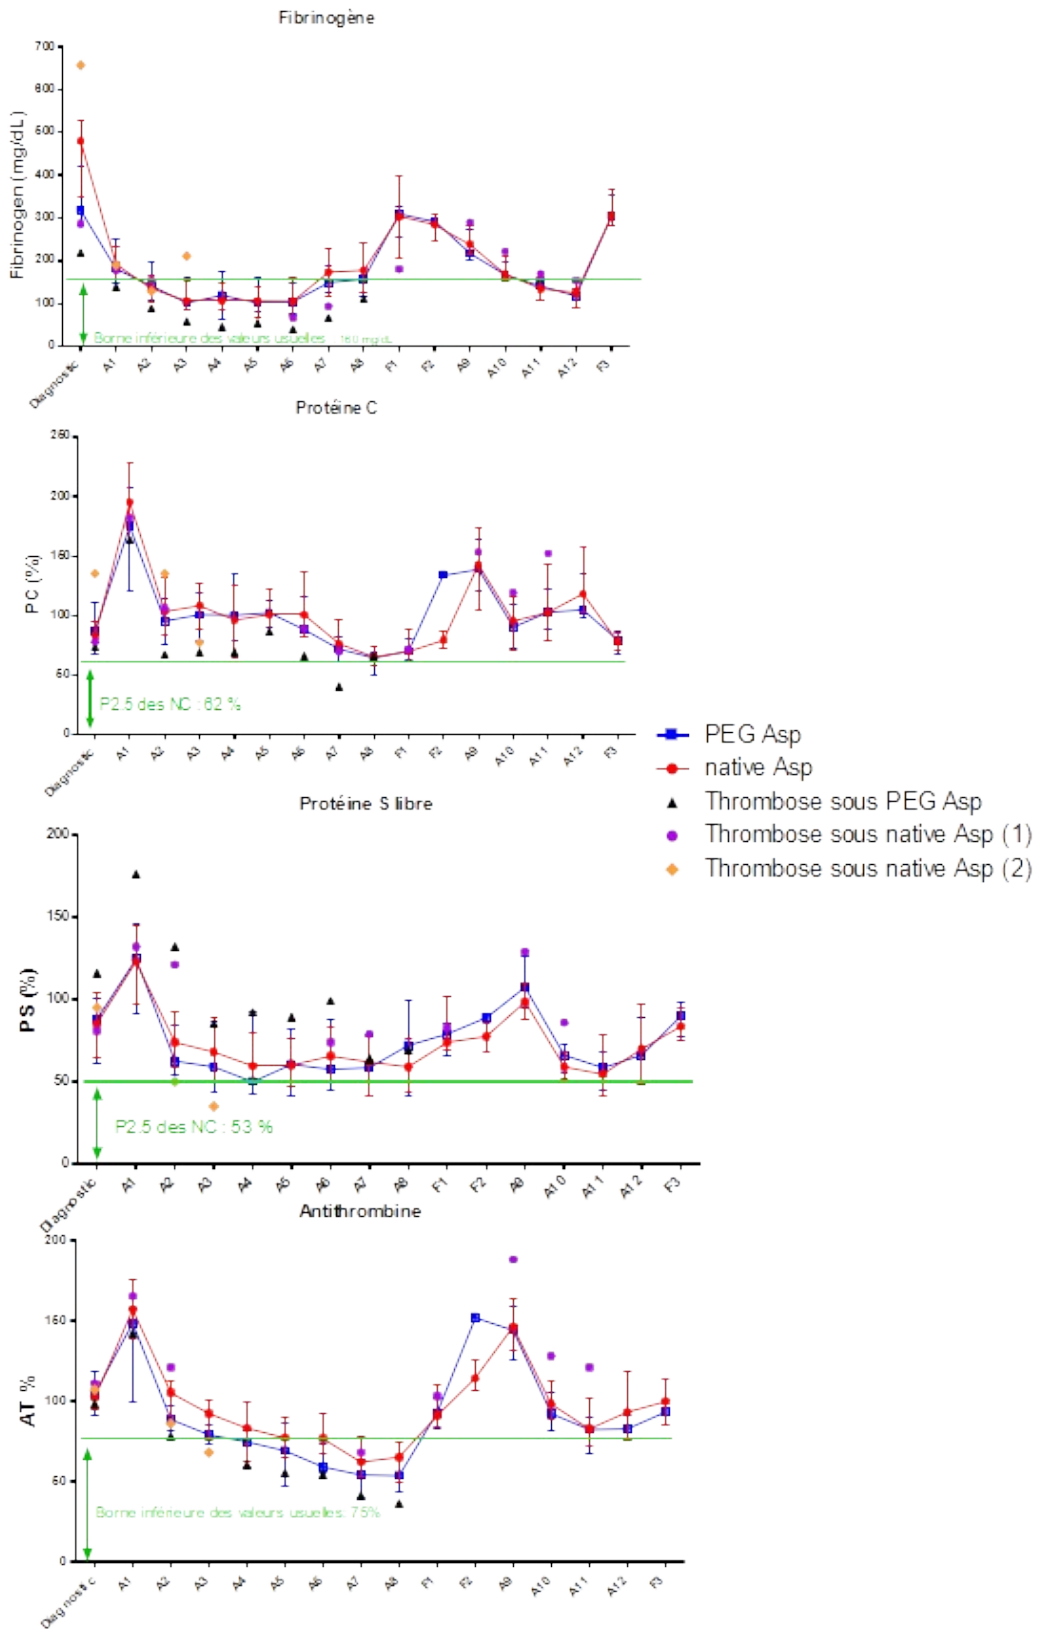 Fibrinogène
Fibrinogen (mg/dL)
700
600
500
400
300
200
100
0
Borne inférieure des valeurs usuelles 160 mg/dL
Diagnostic A1 A2 A3 A4 A5 A6 A7 A8 F1 F2 A9 A10 A11 A12 F3
Protéine C
PC (%)
250
200
150
100
50
0
P2.5 des NC : 62 %
Diagnostic A1 A2 A3 A4 A5 A6 A7 A8 F1 F2 A9 A10 A11 A12 F3
PEG Asp
native Asp
Thrombose sous PEG Asp
Thrombose sous native Asp (1)
Thrombose sous native Asp (2)
Protéine S libre
PS (%)
200
150
100
50
0
P2.5 des NC : 53 %
Diagnostic A1 A2 A3 A4 A5 A6 A7 A8 F1 F2 A9 A10 A11 A12 F3
Antithrombine
AT %
200
150
100
50
0
Borne inférieure des valeurs usuelles: 75%
Diagnostic A1 A2 A3 A4 A5 A6 A7 A8 F1 F2 A9 A10 A11 A12 F3